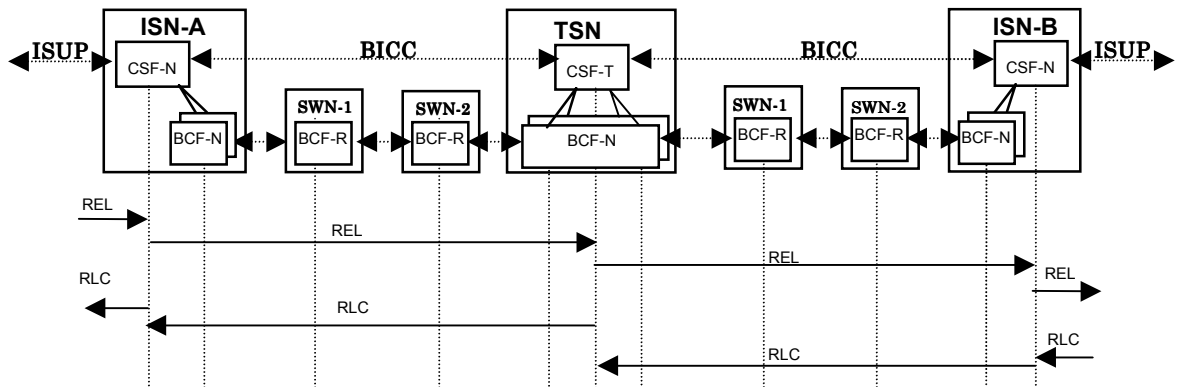 ISN-A TSN ISN-B
ISUP BICC BICC ISUP
CSF-N CSF-T CSF-N
SWN-1 SWN-2 SWN-1 SWN-2
BCF-N BCF-R BCF-R BCF-N BCF-R BCF-R BCF-N
REL
REL
REL
REL
RLC
RLC
RLC
RLC